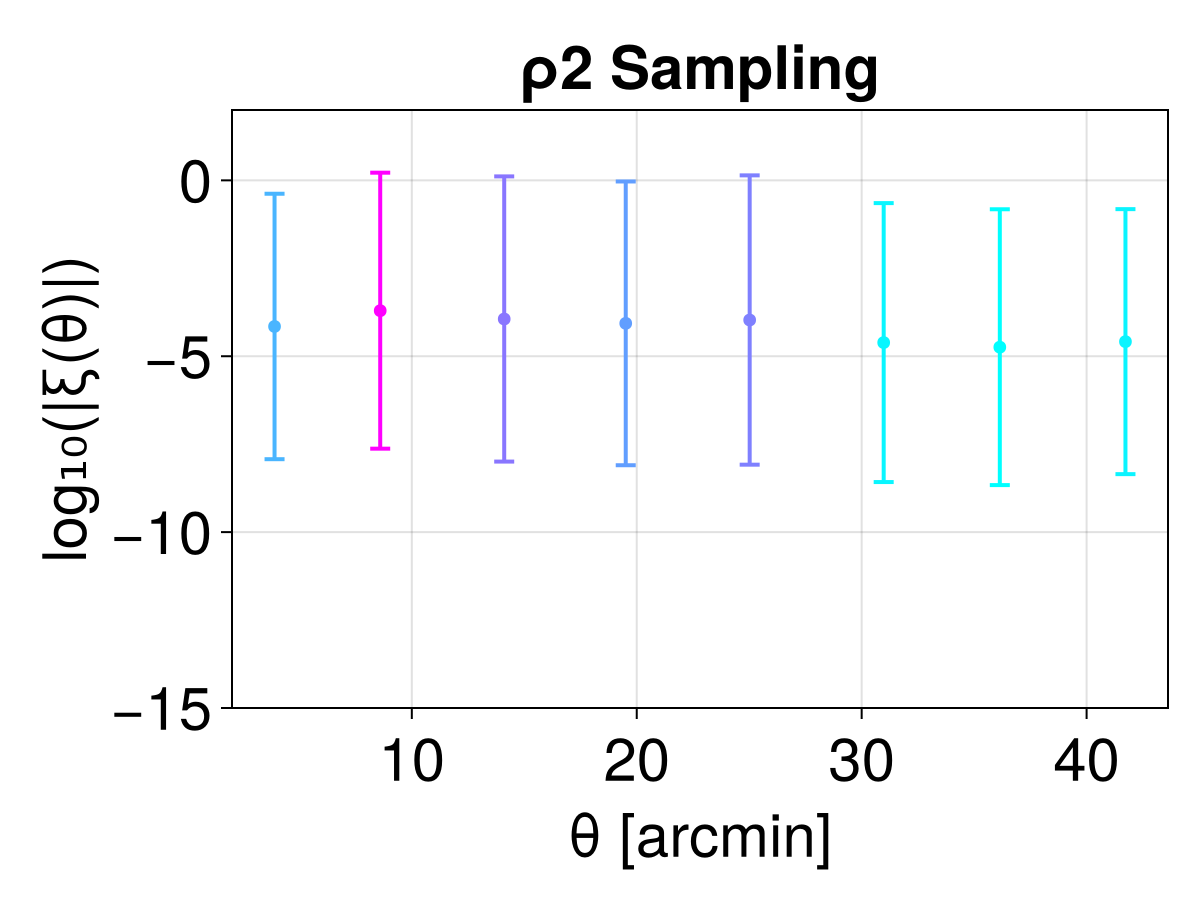 ρ2 Sampling
log₁₀(|ξ(θ)|)
0
−5
−10
−15
10 20 30 40
θ [arcmin]